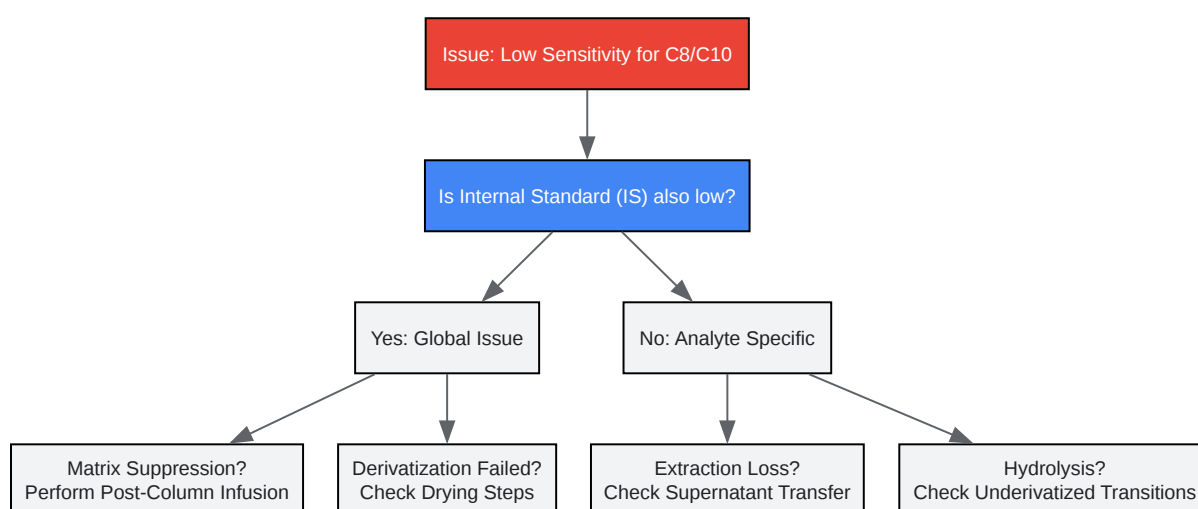 Issue: Low Sensitivity for C8/C10
Is Internal Standard (IS) also low?
Yes: Global Issue
No: Analyte Specific
Matrix Suppression?
Perform Post-Column Infusion
Derivatization Failed?
Check Drying Steps
Extraction Loss?
Check Supernatant Transfer
Hydrolysis?
Check Underivatized Transitions